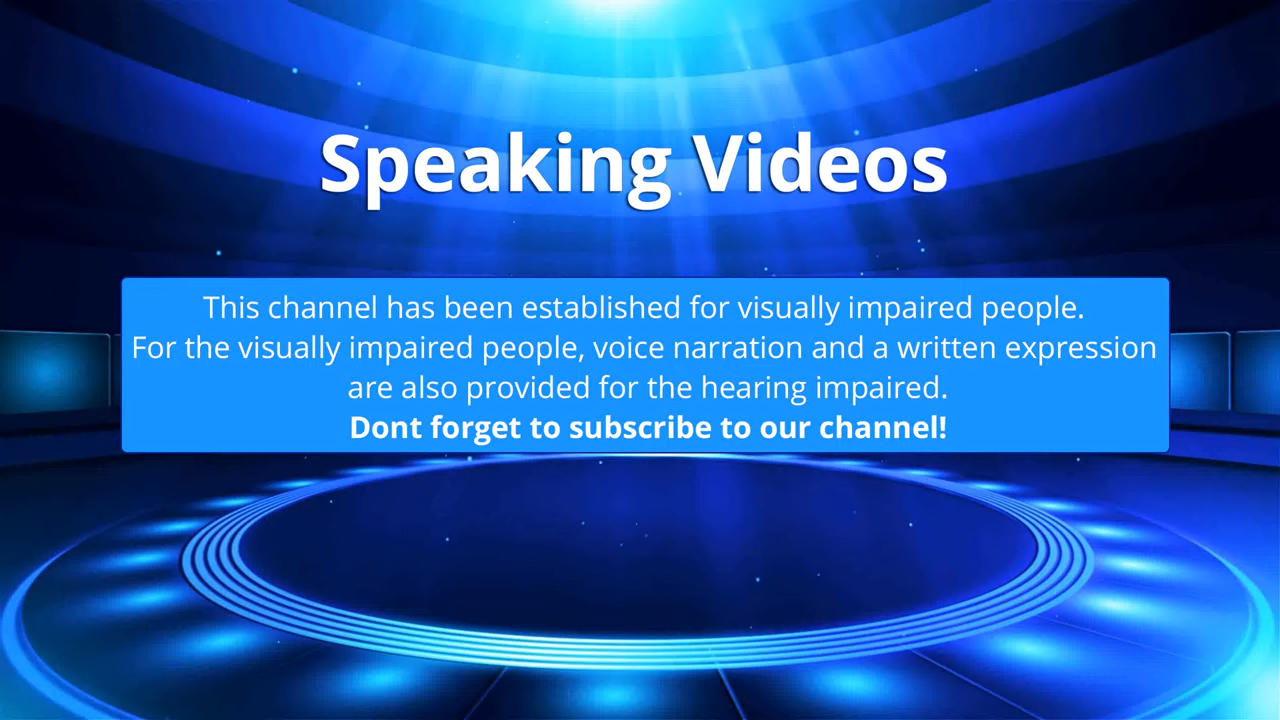 Speaking Videos
This channel has been established for visually impaired people.
For the visually impaired people, voice narration and a written expression
are also provided for the hearing impaired.
Dont forget to subscribe to our channel!